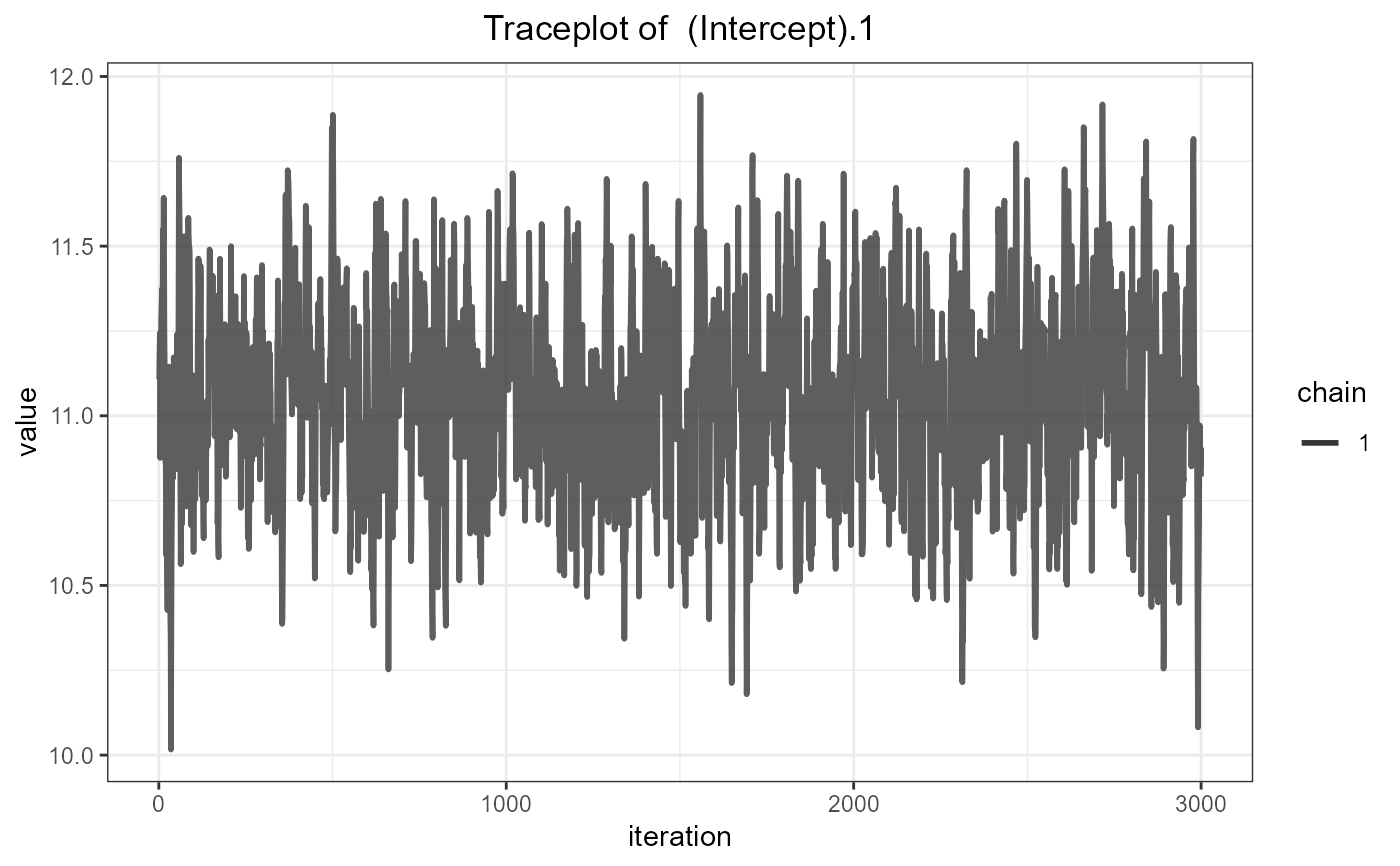 Traceplot of  (Intercept).1
12.0
11.5
11.0
10.5
10.0
value
0
1000
2000
3000
iteration
chain
1